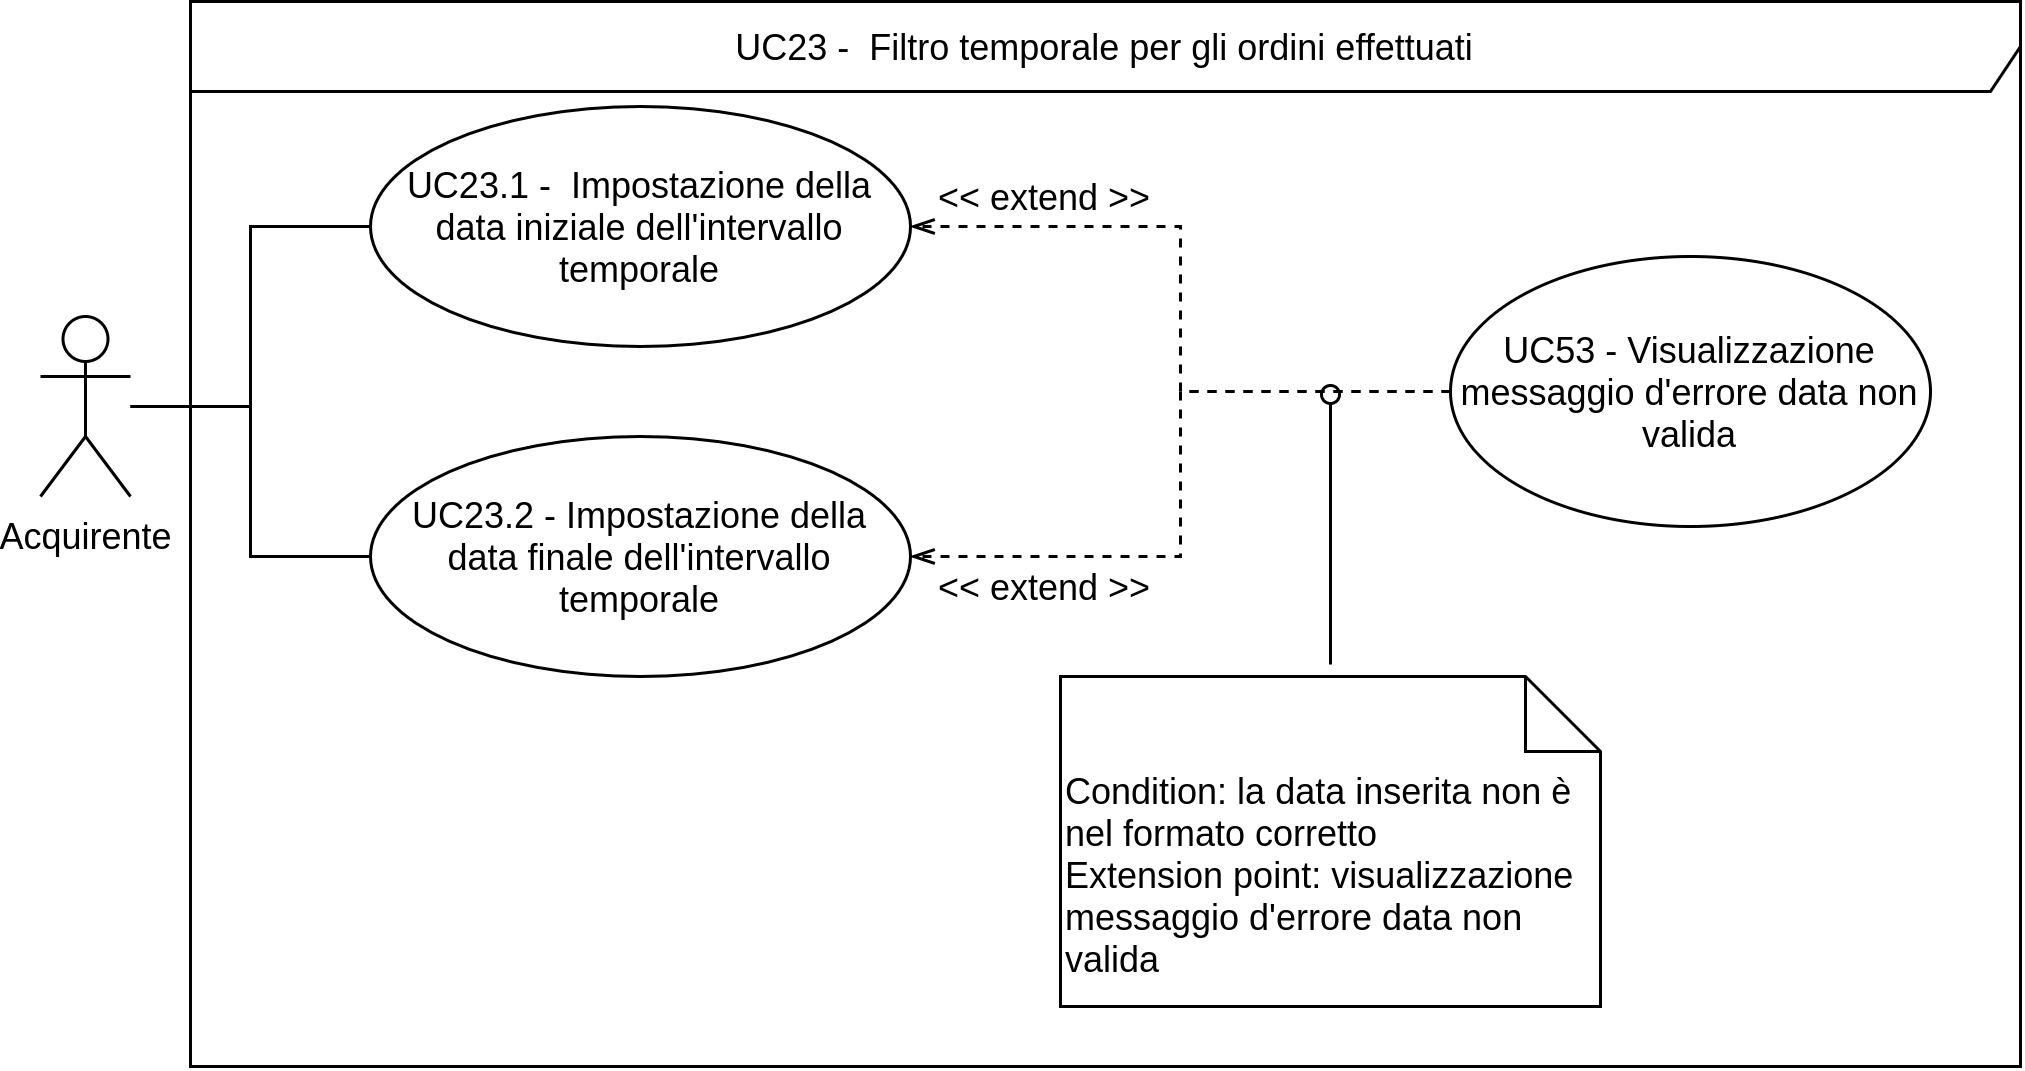 UC23 -  Filtro temporale per gli ordini effettuati
UC23.1 -  Impostazione della
data iniziale dell'intervallo
temporale
<< extend >>
UC53 - Visualizzazione
messaggio d'errore data non
valida
Acquirente
UC23.2 - Impostazione della
data finale dell'intervallo
temporale
<< extend >>
Condition: la data inserita non è
nel formato corretto
Extension point: visualizzazione
messaggio d'errore data non
valida